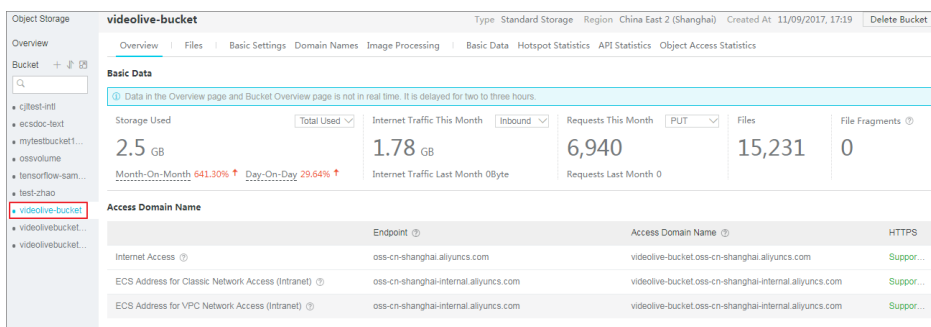 Object Storage
videolive-bucket
Type Standard Storage Region China East 2 (Shanghai) Created At 11/09/2017, 17:19 Delete Bucket
Overview
Bucket
cjltest-intl
ecsdoc-text
mytestbucket1...
ossvolume
tensorflow-sam...
test-zhao
videolive-bucket
videolivebucket...
videolivebucket...
Overview Files Basic Settings Domain Names Image Processing Basic Data Hotspot Statistics API Statistics Object Access Statistics
Basic Data
Data in the Overview page and Bucket Overview page is not in real time. It is delayed for two to three hours.
Storage Used Total Used Internet Traffic This Month Inbound Requests This Month PUT Files File Fragments
2.5 GB 1.78 GB 6,940 15,231 0
Month-On-Month 641.30% ↑ Day-On-Day 29.64% ↑ Internet Traffic Last Month 0Byte Requests Last Month 0
Access Domain Name
Endpoint Access Domain Name HTTPS
Internet Access oss-cn-shanghai.aliyuncs.com videolive-bucket.oss-cn-shanghai.aliyuncs.com Suppor...
ECS Address for Classic Network Access (Intranet) oss-cn-shanghai-internal.aliyuncs.com videolive-bucket.oss-cn-shanghai-internal.aliyuncs.com Suppor...
ECS Address for VPC Network Access (Intranet) oss-cn-shanghai-internal.aliyuncs.com videolive-bucket.oss-cn-shanghai-internal.aliyuncs.com Suppor...